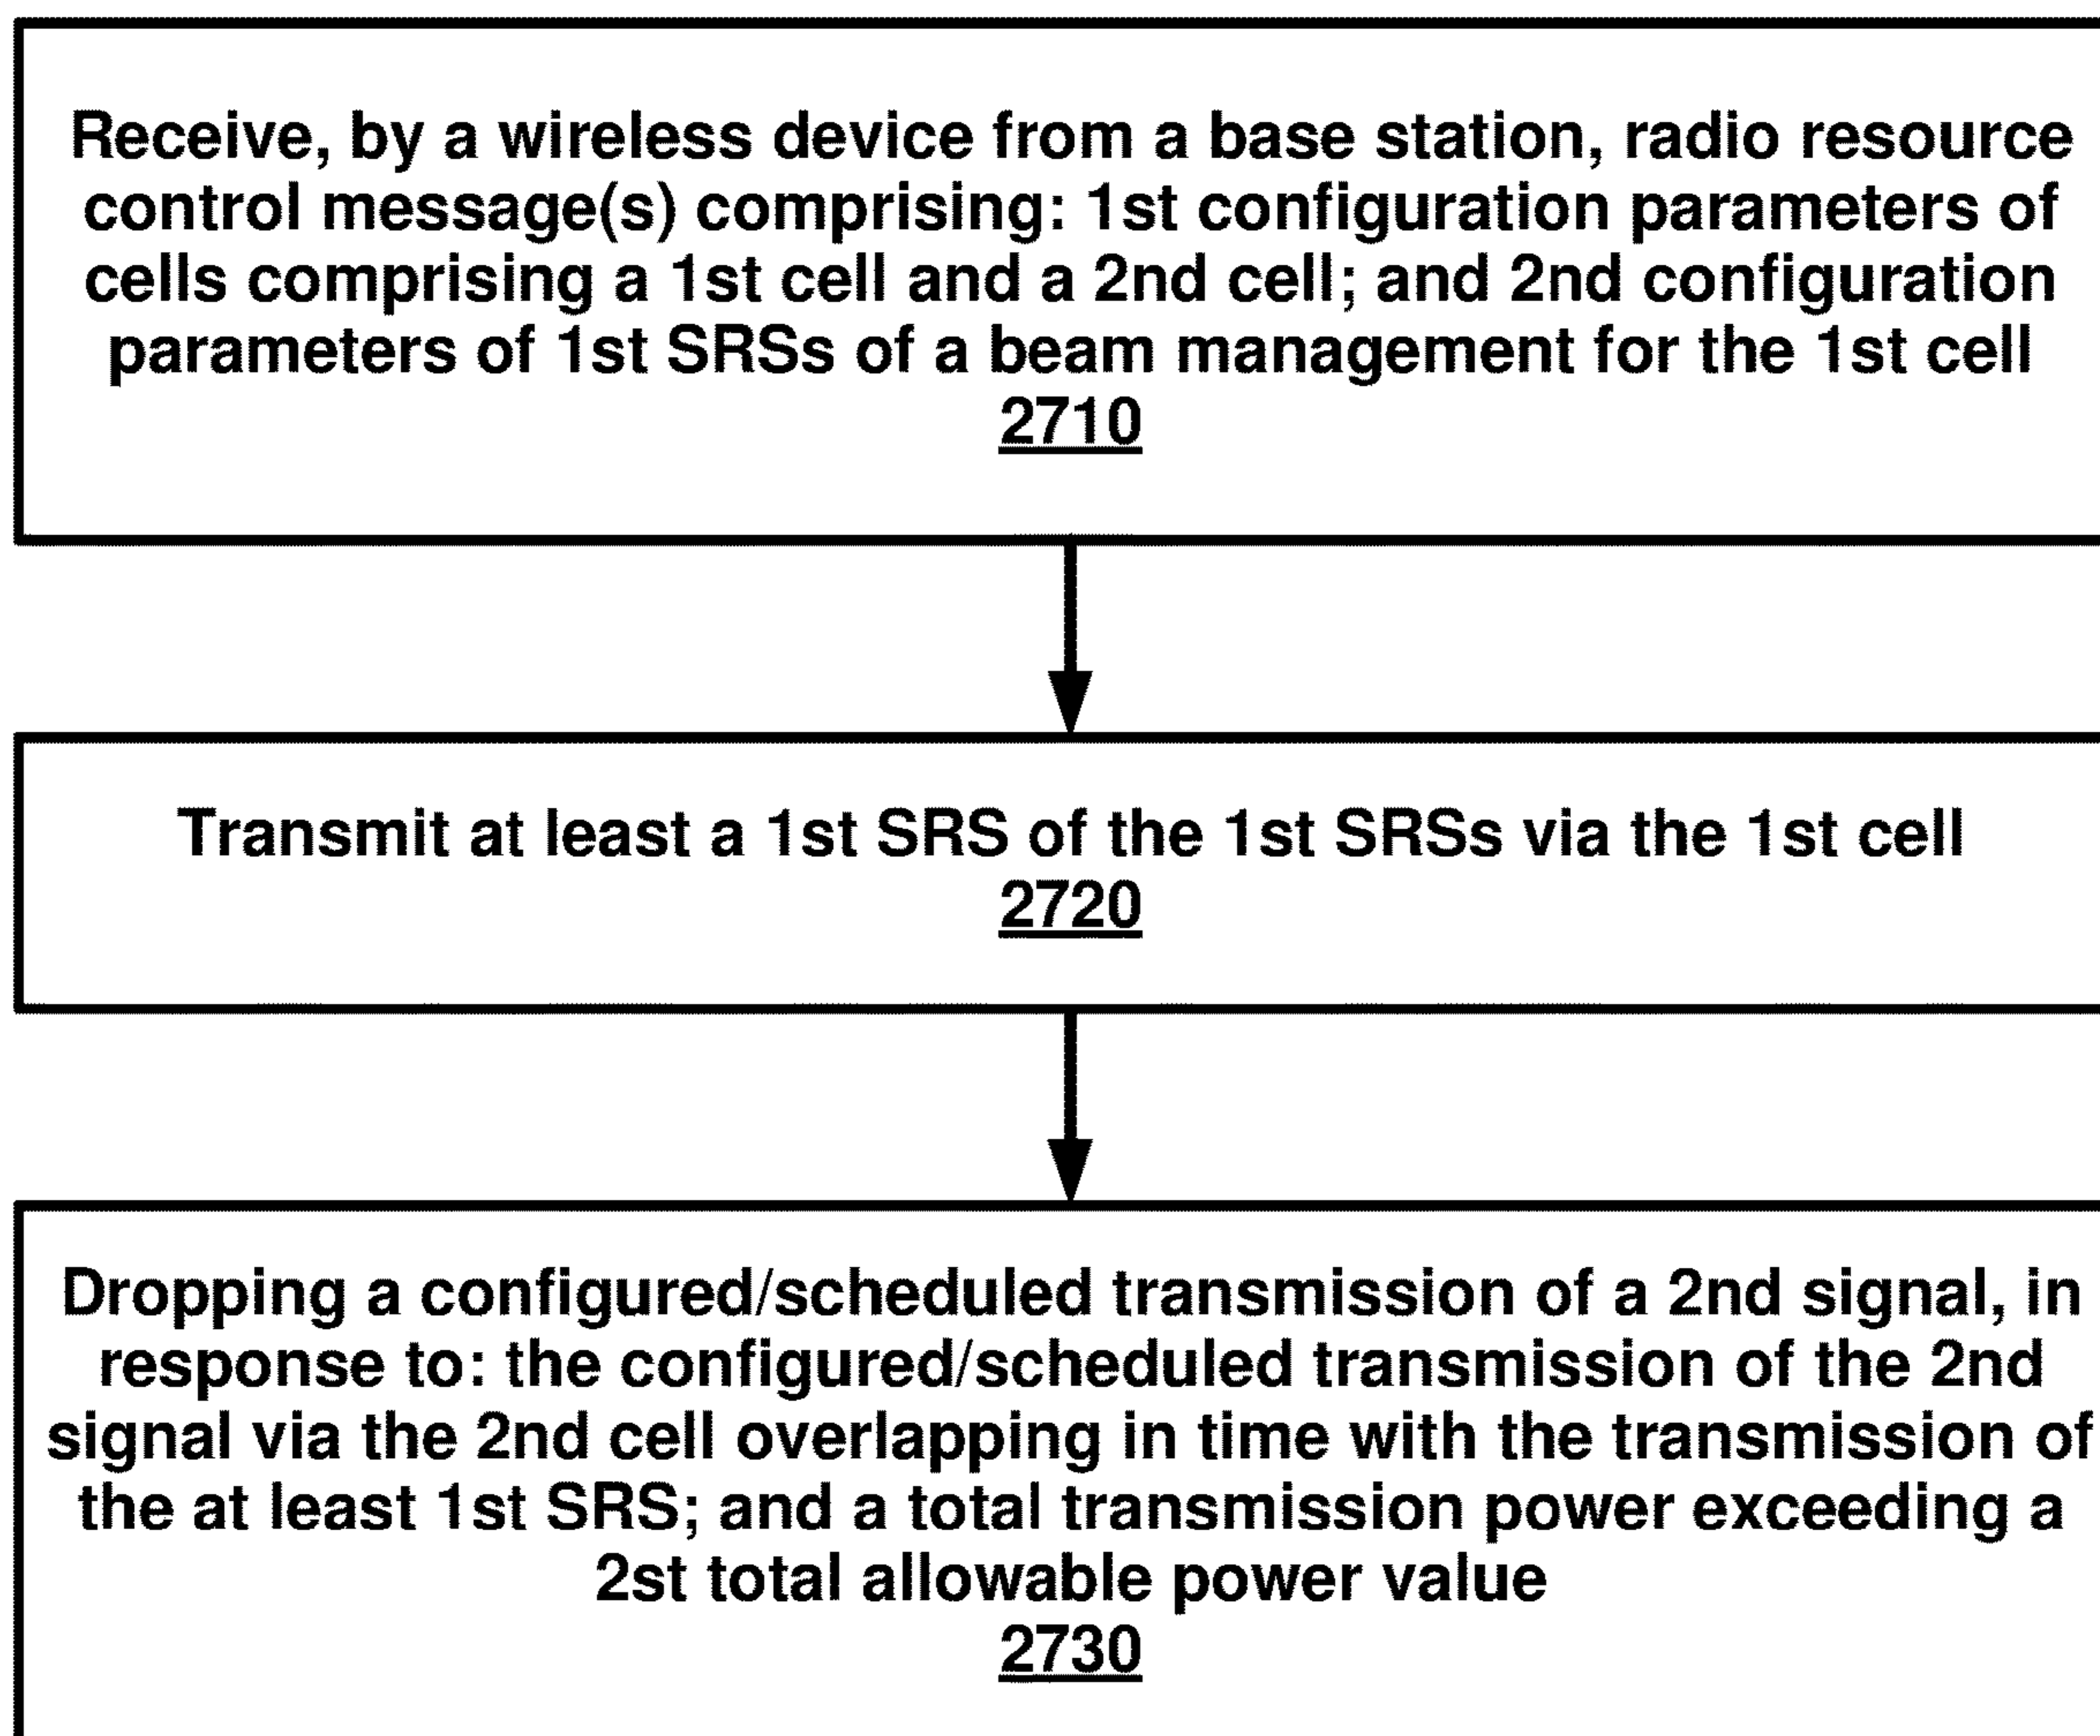 Receive, by a wireless device from a base station, radio resource
control message(s) comprising: 1st configuration parameters of
cells comprising a 1st cell and a 2nd cell; and 2nd configuration
parameters of 1st SRSs of a beam management for the 1st cell
2710
Transmit at least a 1st SRS of the 1st SRSs via the 1st cell
2720
Dropping a configured/scheduled transmission of a 2nd signal, in
response to: the configured/scheduled transmission of the 2nd
signal via the 2nd cell overlapping in time with the transmission of
the at least 1st SRS; and a total transmission power exceeding a
2st total allowable power value
2730